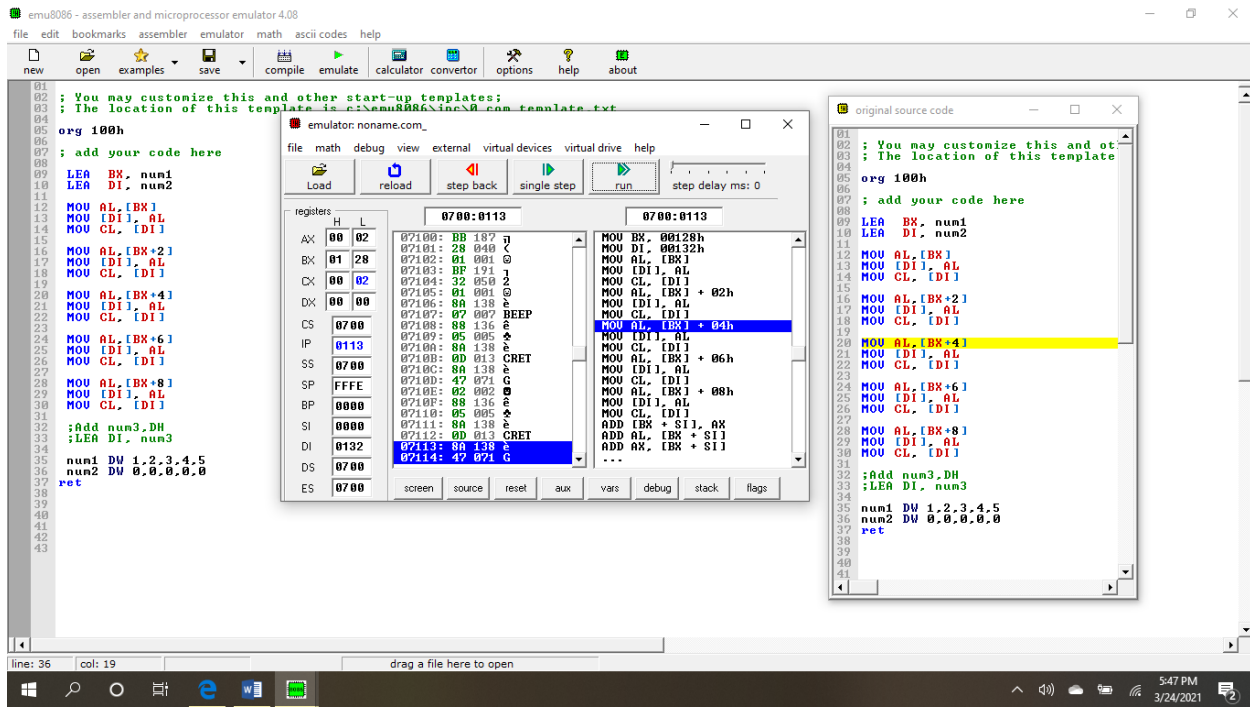 emu8086 - assembler and microprocessor emulator 4.08
file edit bookmarks assembler emulator math ascii codes help
new open examples save compile emulate calculator convertor options help about
01
02 ; You may customize this and other start-up templates;
03 ; The location of this template is c:\emu8086\inc\0_com_template.txt
04
05 org 100h
06
07 ; add your code here
08
09 LEA BX, num1
10 LEA DI, num2
11
12 MOV AL,[BX]
13 MOV [DI], AL
14 MOV CL, [DI]
15
16 MOV AL,[BX+2]
17 MOV [DI], AL
18 MOV CL, [DI]
19
20 MOV AL,[BX+4]
21 MOV [DI], AL
22 MOV CL, [DI]
23
24 MOV AL,[BX+6]
25 MOV [DI], AL
26 MOV CL, [DI]
27
28 MOV AL,[BX+8]
29 MOV [DI], AL
30 MOV CL, [DI]
31
32 ;Add num3,DH
33 ;LEA DI, num3
34
35 num1 DW 1,2,3,4,5
36 num2 DW 0,0,0,0,0
37 ret
38
39
40
41
42
43
emulator: noname.com_
file math debug view external virtual devices virtual drive help
Load reload step back single step run step delay ms: 0
registers
H L
AX 00 02
BX 01 28
CX 00 02
DX 00 00
CS 0700
IP 0113
SS 0700
SP FFFE
BP 0000
SI 0000
DI 0132
DS 0700
ES 0700
0700:0113
07100: BB 187 ╗
07101: 28 040 (
07102: 01 001 ☺
07103: BF 191 ┐
07104: 32 050 2
07105: 01 001 ☺
07106: 8A 138 è
07107: 07 007 BEEP
07108: 88 136 ê
07109: 05 005 ♣
0710A: 8A 138 è
0710B: 0D 013 CRET
0710C: 8A 138 è
0710D: 47 071 G
0710E: 02 002 ☻
0710F: 88 136 ê
07110: 05 005 ♣
07111: 8A 138 è
07112: 0D 013 CRET
07113: 8A 138 è
07114: 47 071 G
0700:0113
MOV BX, 00128h
MOV DI, 00132h
MOV AL, [BX]
MOV [DI], AL
MOV CL, [DI]
MOV AL, [BX] + 02h
MOV [DI], AL
MOV CL, [DI]
MOV AL, [BX] + 04h
MOV [DI], AL
MOV CL, [DI]
MOV AL, [BX] + 06h
MOV [DI], AL
MOV CL, [DI]
MOV AL, [BX] + 08h
MOV [DI], AL
MOV CL, [DI]
ADD [BX + SI], AX
ADD AL, [BX + SI]
ADD AX, [BX + SI]
...
screen source reset aux vars debug stack flags
original source code
01
02 ; You may customize this and ot
03 ; The location of this template
04
05 org 100h
06
07 ; add your code here
08
09 LEA BX, num1
10 LEA DI, num2
11
12 MOV AL,[BX]
13 MOV [DI], AL
14 MOV CL, [DI]
15
16 MOV AL,[BX+2]
17 MOV [DI], AL
18 MOV CL, [DI]
19
20 MOV AL,[BX+4]
21 MOV [DI], AL
22 MOV CL, [DI]
23
24 MOV AL,[BX+6]
25 MOV [DI], AL
26 MOV CL, [DI]
27
28 MOV AL,[BX+8]
29 MOV [DI], AL
30 MOV CL, [DI]
31
32 ;Add num3,DH
33 ;LEA DI, num3
34
35 num1 DW 1,2,3,4,5
36 num2 DW 0,0,0,0,0
37 ret
38
39
40
41
line: 36 col: 19 drag a file here to open
5:47 PM
3/24/2021
2